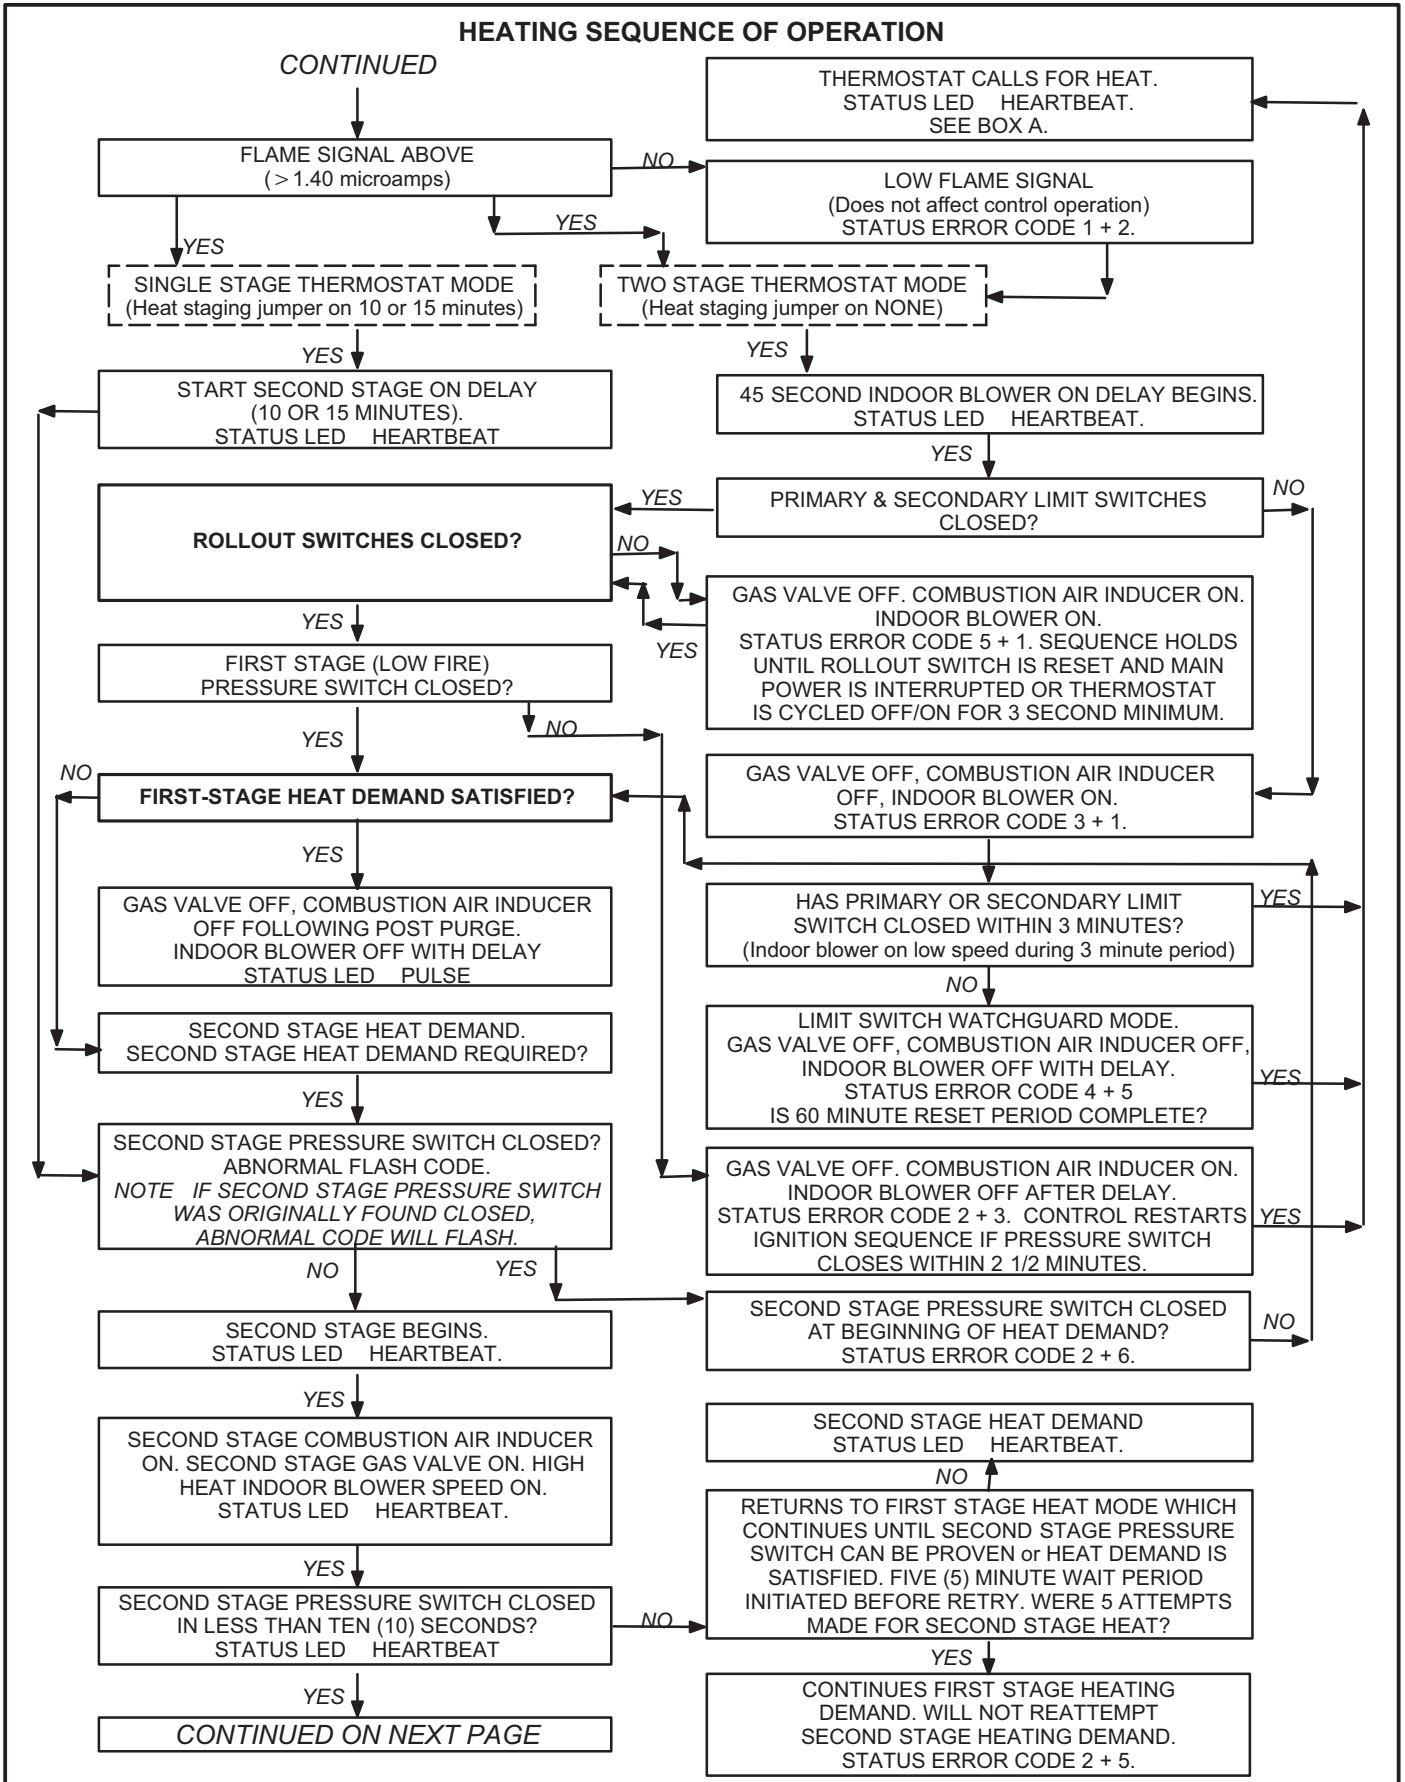 HEATING SEQUENCE OF OPERATION
CONTINUED
THERMOSTAT CALLS FOR HEAT.
STATUS LED HEARTBEAT.
SEE BOX A.
FLAME SIGNAL ABOVE
(>1.40 microamps)
NO
LOW FLAME SIGNAL
(Does not affect control operation)
STATUS ERROR CODE 1 + 2.
YES
YES
SINGLE STAGE THERMOSTAT MODE
(Heat staging jumper on 10 or 15 minutes)
TWO STAGE THERMOSTAT MODE
(Heat staging jumper on NONE)
YES
YES
START SECOND STAGE ON DELAY
(10 OR 15 MINUTES).
STATUS LED HEARTBEAT
45 SECOND INDOOR BLOWER ON DELAY BEGINS.
STATUS LED HEARTBEAT.
YES
PRIMARY & SECONDARY LIMIT SWITCHES
CLOSED?
NO
YES
ROLLOUT SWITCHES CLOSED?
NO
YES
GAS VALVE OFF. COMBUSTION AIR INDUCER ON.
INDOOR BLOWER ON.
STATUS ERROR CODE 5 + 1. SEQUENCE HOLDS
UNTIL ROLLOUT SWITCH IS RESET AND MAIN
POWER IS INTERRUPTED OR THERMOSTAT
IS CYCLED OFF/ON FOR 3 SECOND MINIMUM.
YES
FIRST STAGE (LOW FIRE)
PRESSURE SWITCH CLOSED?
NO
YES
NO
FIRST-STAGE HEAT DEMAND SATISFIED?
GAS VALVE OFF, COMBUSTION AIR INDUCER
OFF, INDOOR BLOWER ON.
STATUS ERROR CODE 3 + 1.
YES
GAS VALVE OFF, COMBUSTION AIR INDUCER
OFF FOLLOWING POST PURGE.
INDOOR BLOWER OFF WITH DELAY
STATUS LED PULSE
HAS PRIMARY OR SECONDARY LIMIT
SWITCH CLOSED WITHIN 3 MINUTES?
(Indoor blower on low speed during 3 minute period)
YES
NO
SECOND STAGE HEAT DEMAND.
SECOND STAGE HEAT DEMAND REQUIRED?
LIMIT SWITCH WATCHGUARD MODE.
GAS VALVE OFF, COMBUSTION AIR INDUCER OFF,
INDOOR BLOWER OFF WITH DELAY.
STATUS ERROR CODE 4 + 5
IS 60 MINUTE RESET PERIOD COMPLETE?
YES
YES
SECOND STAGE PRESSURE SWITCH CLOSED?
ABNORMAL FLASH CODE.
NOTE IF SECOND STAGE PRESSURE SWITCH
WAS ORIGINALLY FOUND CLOSED,
ABNORMAL CODE WILL FLASH.
GAS VALVE OFF. COMBUSTION AIR INDUCER ON.
INDOOR BLOWER OFF AFTER DELAY.
STATUS ERROR CODE 2 + 3. CONTROL RESTARTS
IGNITION SEQUENCE IF PRESSURE SWITCH
CLOSES WITHIN 2 1/2 MINUTES.
YES
NO
YES
SECOND STAGE PRESSURE SWITCH CLOSED
AT BEGINNING OF HEAT DEMAND?
STATUS ERROR CODE 2 + 6.
NO
SECOND STAGE BEGINS.
STATUS LED HEARTBEAT.
YES
SECOND STAGE COMBUSTION AIR INDUCER
ON. SECOND STAGE GAS VALVE ON. HIGH
HEAT INDOOR BLOWER SPEED ON.
STATUS LED HEARTBEAT.
SECOND STAGE HEAT DEMAND
STATUS LED HEARTBEAT.
NO
RETURNS TO FIRST STAGE HEAT MODE WHICH
CONTINUES UNTIL SECOND STAGE PRESSURE
SWITCH CAN BE PROVEN or HEAT DEMAND IS
SATISFIED. FIVE (5) MINUTE WAIT PERIOD
INITIATED BEFORE RETRY. WERE 5 ATTEMPTS
MADE FOR SECOND STAGE HEAT?
YES
SECOND STAGE PRESSURE SWITCH CLOSED
IN LESS THAN TEN (10) SECONDS?
STATUS LED HEARTBEAT
NO
YES
CONTINUES FIRST STAGE HEATING
DEMAND. WILL NOT REATTEMPT
SECOND STAGE HEATING DEMAND.
STATUS ERROR CODE 2 + 5.
YES
CONTINUED ON NEXT PAGE